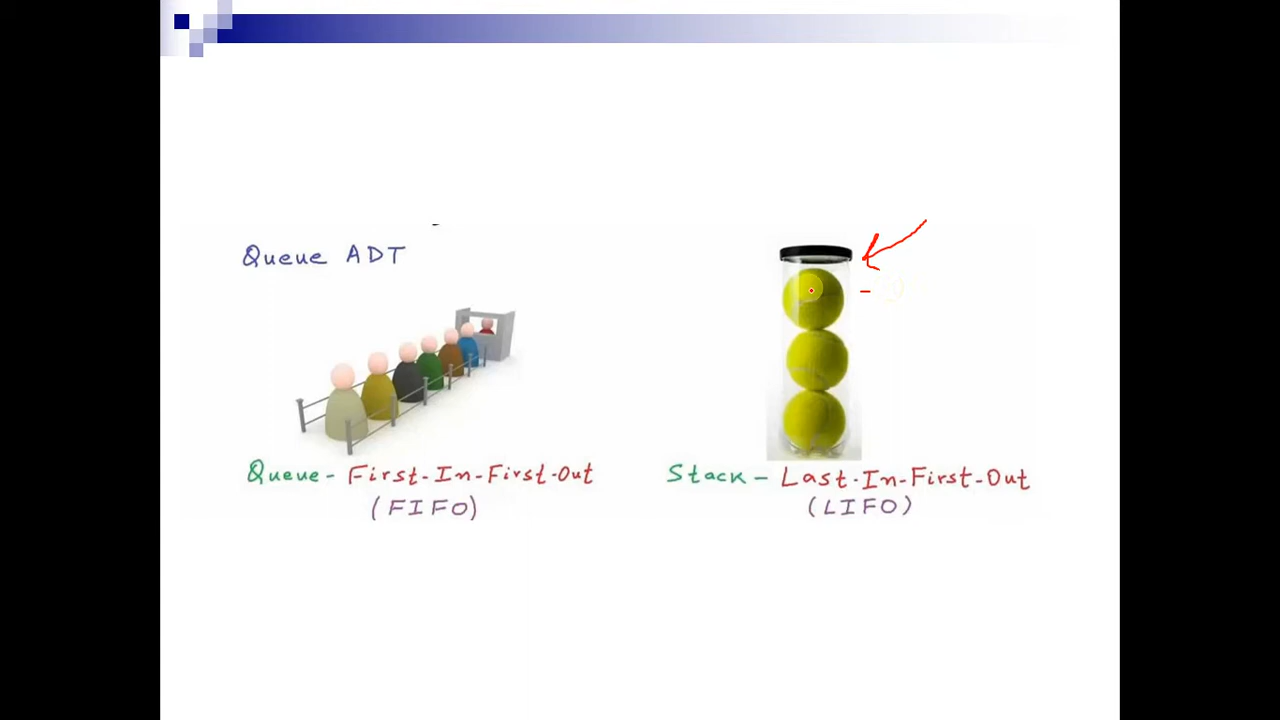 Queue ADT
Queue - First-In-First-Out
(FIFO)
Stack - Last-In-First-Out
(LIFO)